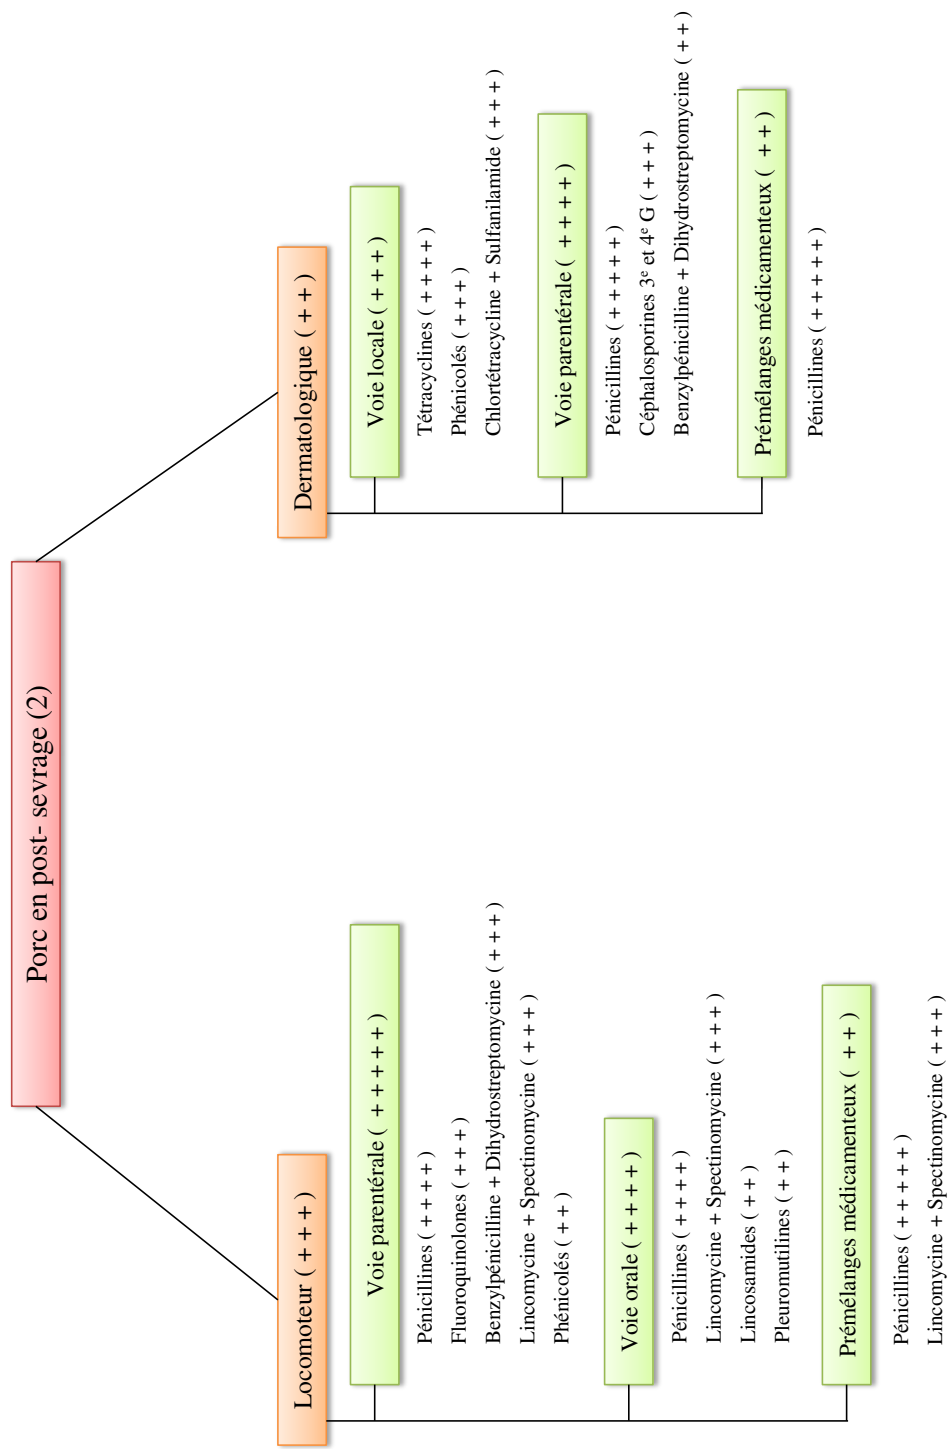 Porc en post- sevrage (2)
Locomoteur ( + + + )
Voie parentérale ( + + + + + )
Pénicillines ( + + + + )
Fluoroquinolones ( + + + )
Benzylpénicilline + Dihydrostreptomycine ( + + + )
Lincomycine + Spectinomycine ( + + + )
Phénicolés ( + + )
Voie orale ( + + + + )
Pénicillines ( + + + + )
Lincomycine + Spectinomycine ( + + + )
Lincosamides ( + + )
Pleuromutilines ( + + )
Prémélanges médicamenteux ( + + )
Pénicillines ( + + + + + )
Lincomycine + Spectinomycine ( + + + )
Dermatologique ( + + )
Voie locale ( + + + )
Tétracyclines ( + + + + )
Phénicolés ( + + + )
Chlortétracycline + Sulfanilamide ( + + + )
Voie parentérale ( + + + + )
Pénicillines ( + + + + + )
Céphalosporines 3e et 4e G ( + + + )
Benzylpénicilline + Dihydrostreptomycine ( + + )
Prémélanges médicamenteux ( + + )
Pénicillines ( + + + + + )